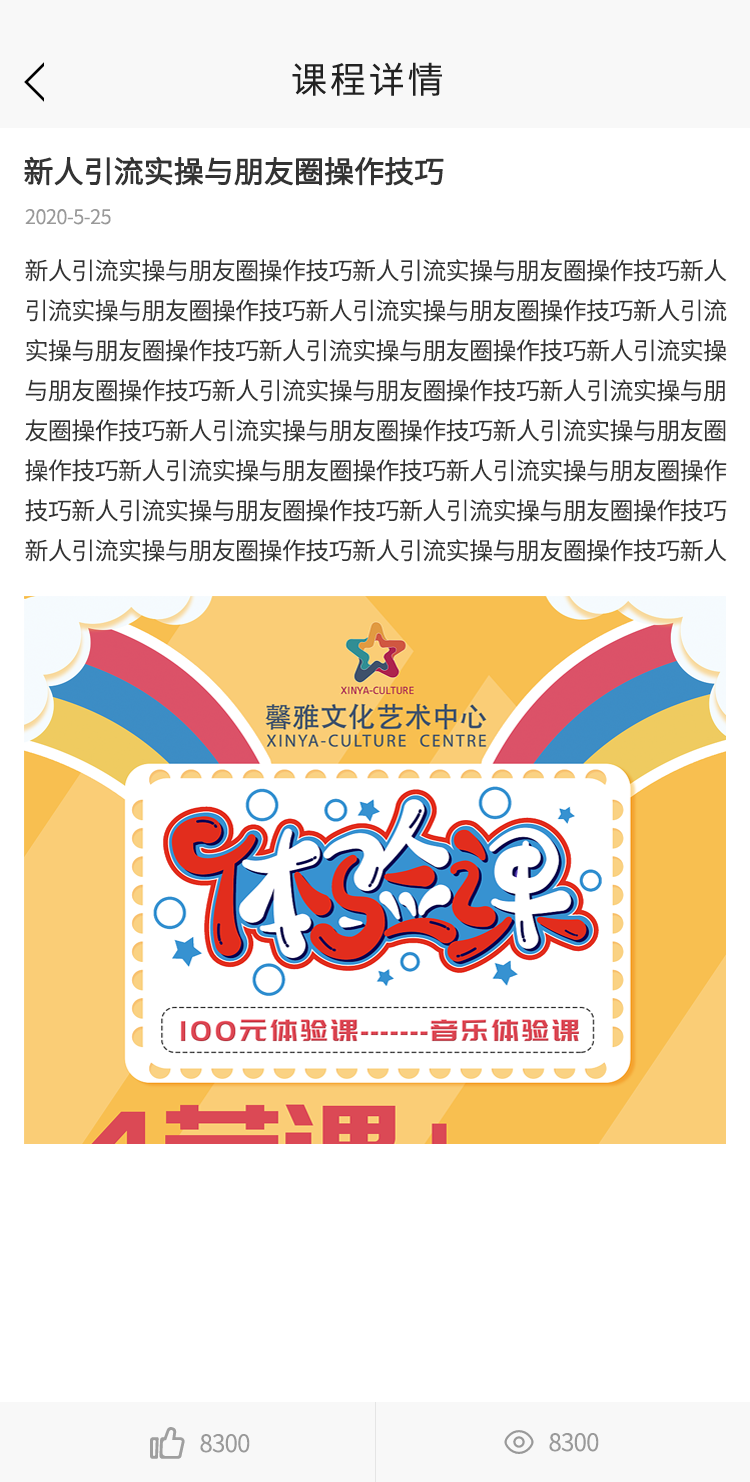 课程详情
新人引流实操与朋友圈操作技巧
2020-5-25
新人引流实操与朋友圈操作技巧新人引流实操与朋友圈操作技巧新人
引流实操与朋友圈操作技巧新人引流实操与朋友圈操作技巧新人引流
实操与朋友圈操作技巧新人引流实操与朋友圈操作技巧新人引流实操
与朋友圈操作技巧新人引流实操与朋友圈操作技巧新人引流实操与朋
友圈操作技巧新人引流实操与朋友圈操作技巧新人引流实操与朋友圈
操作技巧新人引流实操与朋友圈操作技巧新人引流实操与朋友圈操作
技巧新人引流实操与朋友圈操作技巧新人引流实操与朋友圈操作技巧
新人引流实操与朋友圈操作技巧新人引流实操与朋友圈操作技巧新人
XINYA-CULTURE
馨雅文化艺术中心
XINYA-CULTURE CENTRE
体验课
100元体验课-------音乐体验课
8300
8300